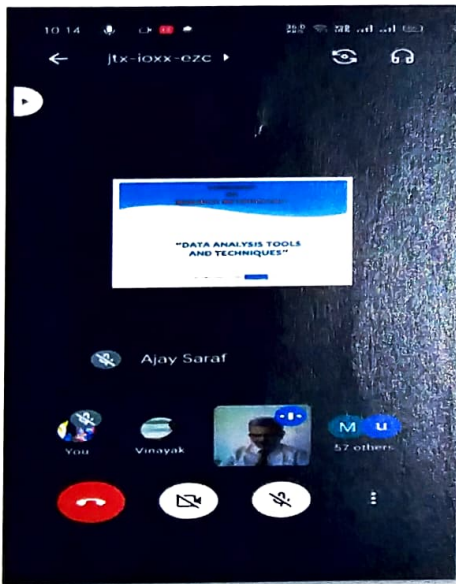 10:14
jtx-ioxx-ezc
"DATA ANALYSIS TOOLS
AND TECHNIQUES"
Ajay Saraf
You
Vinayak
M u
57 others